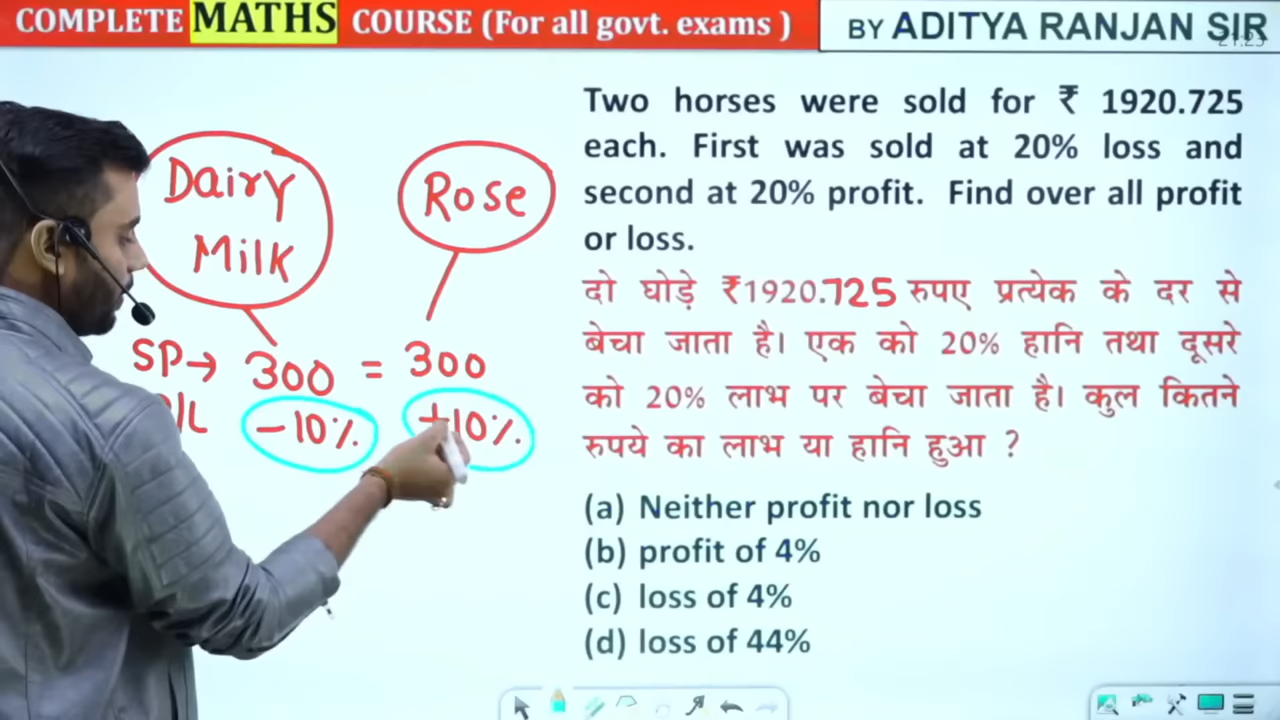 COMPLETE MATHS COURSE (For all govt. exams )
BY ADITYA RANJAN SIR
Two horses were sold for ₹ 1920.725
each. First was sold at 20% loss and
second at 20% profit. Find over all profit
or loss.
दो घोड़े ₹1920.725 रुपए प्रत्येक के दर से
बेचा जाता है। एक को 20% हानि तथा दूसरे
को 20% लाभ पर बेचा जाता है। कुल कितने
रुपये का लाभ या हानि हुआ ?
(a) Neither profit nor loss
(b) profit of 4%
(c) loss of 4%
(d) loss of 44%
Dairy
Milk
Rose
SP→ 300 = 300
/L -10% +10%